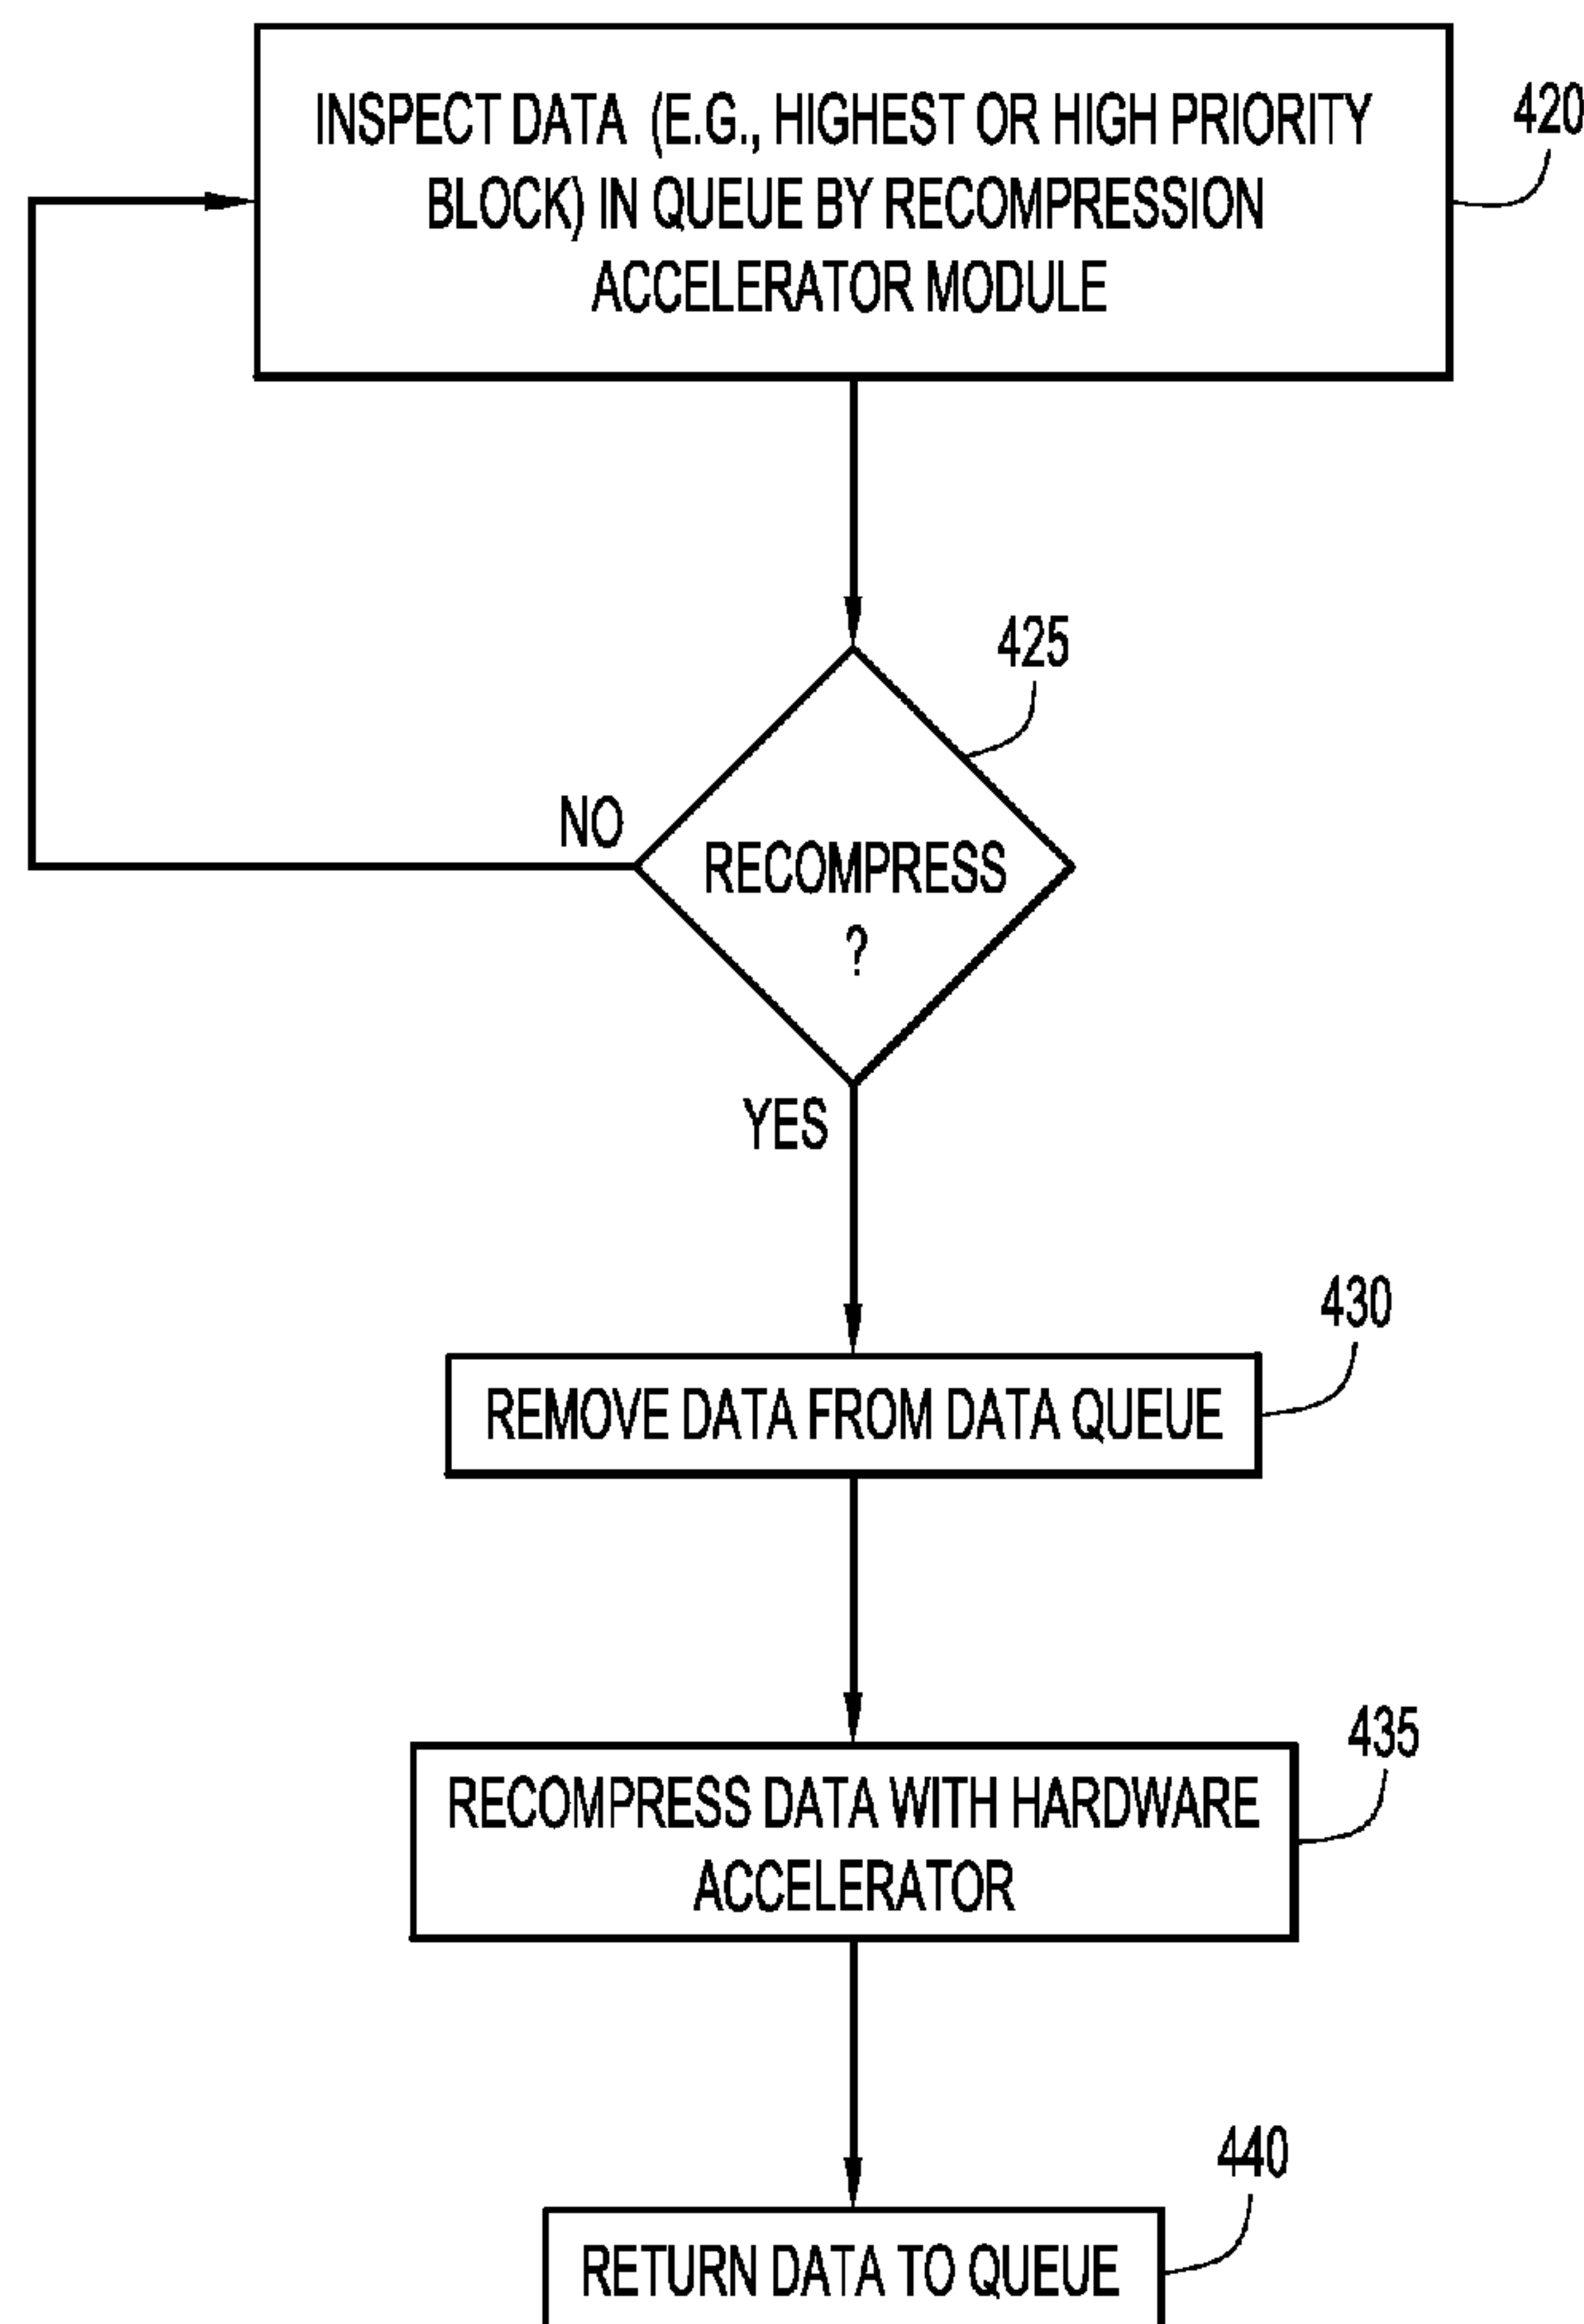 INSPECT DATA (E.G., HIGHEST OR HIGH PRIORITY
BLOCK) IN QUEUE BY RECOMPRESSION
ACCELERATOR MODULE
420
425
NO
RECOMPRESS
?
YES
430
REMOVE DATA FROM DATA QUEUE
435
RECOMPRESS DATA WITH HARDWARE
ACCELERATOR
440
RETURN DATA TO QUEUE